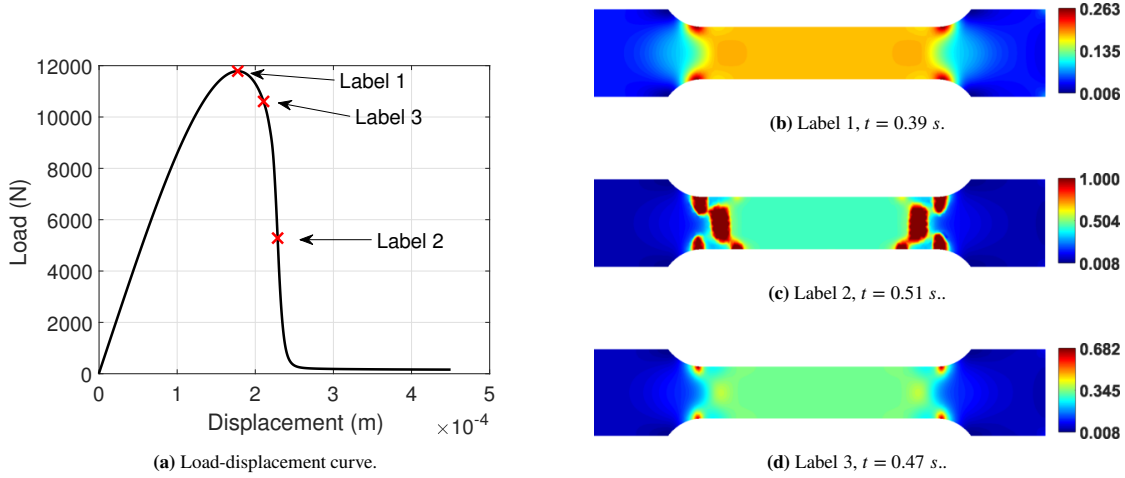 12000
10000
8000
6000
4000
2000
0
Load (N)
Label 1
Label 3
Label 2
0 1 2 3 4 5
Displacement (m) ×10⁻⁴
(a) Load-displacement curve.
0.263
0.135
0.006
(b) Label 1, t = 0.39 s.
1.000
0.504
0.008
(c) Label 2, t = 0.51 s..
0.682
0.345
0.008
(d) Label 3, t = 0.47 s..